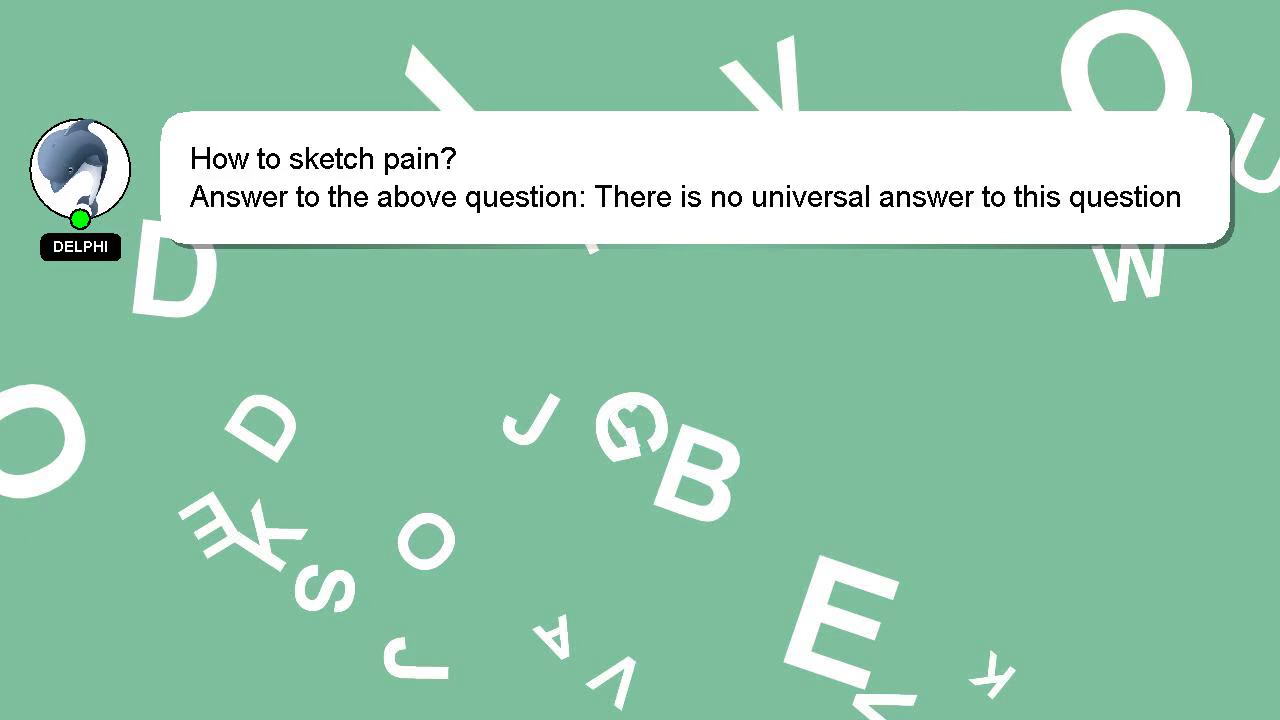 How to sketch pain?
Answer to the above question: There is no universal answer to this question
DELPHI
V
O
U
D
W
O
D
J
G
B
E
K
S
O
J
A
V
E
V
K